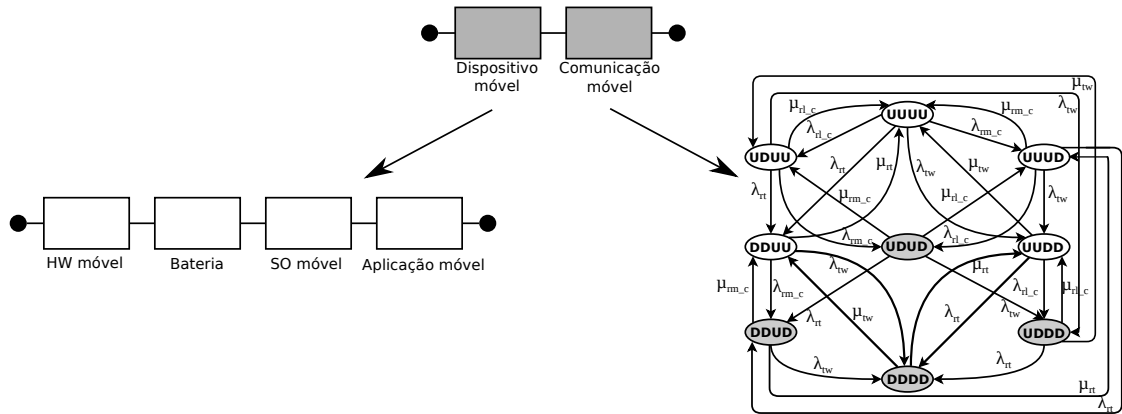 Dispositivo
móvel
Comunicação
móvel
HW móvel
Bateria
SO móvel
Aplicação móvel
μtw
λtw
μrl_c
μrm_c
UUUU
λrl_c
λrm_c
UDUU
UUUD
λrt
μrt
λtw
μtw
λrt
μrm_c
μrl_c
λtw
λrm_c
λrl_c
DDUU
UDUD
UUDD
λtw
μrt
μrm_c
λrm_c
λrl_c
μrl_c
λrt
μtw
λrt
λtw
DDUD
UDDD
λtw
λrt
DDDD
μrt
λrt